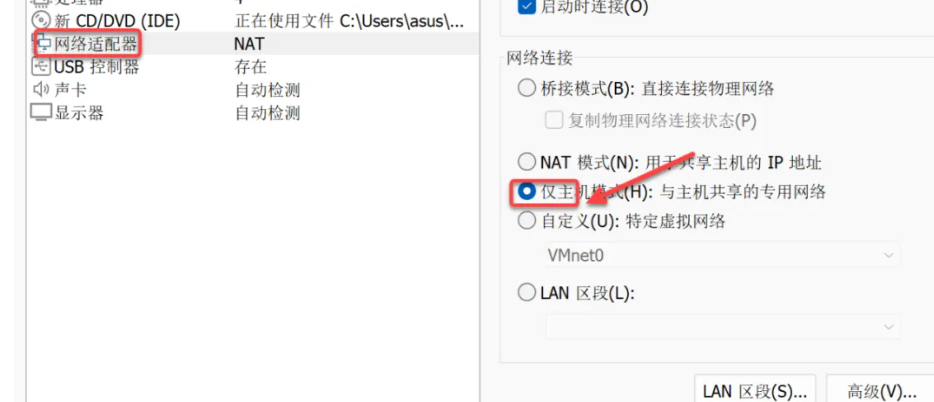 4
新 CD/DVD (IDE) 正在使用文件 C:\Users\asus\...
网络适配器 NAT
USB 控制器 存在
声卡 自动检测
显示器 自动检测
启动时连接(O)
网络连接
桥接模式(B): 直接连接物理网络
复制物理网络连接状态(P)
NAT 模式(N): 用于共享主机的 IP 地址
仅主机模式(H): 与主机共享的专用网络
自定义(U): 特定虚拟网络
VMnet0
LAN 区段(L):
LAN 区段(S)... 高级(V)...